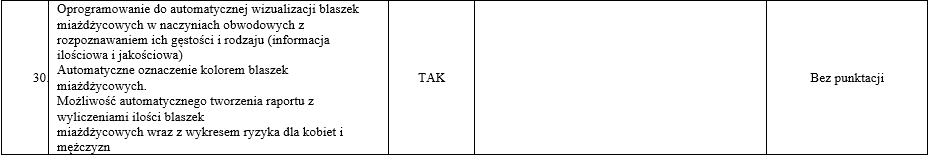 Oprogramowanie do automatycznej wizualizacji blaszek
miażdżycowych w naczyniach obwodowych z
rozpoznawaniem ich gęstości i rodzaju (informacja
ilościowa i jakościowa)
30.
Automatyczne oznaczenie kolorem blaszek
TAK
Bez punktacji
miażdżycowych.
Możliwość automatycznego tworzenia raportu z
wyliczeniami ilości blaszek
miażdżycowych wraz z wykresem ryzyka dla kobiet i
mężczyzn